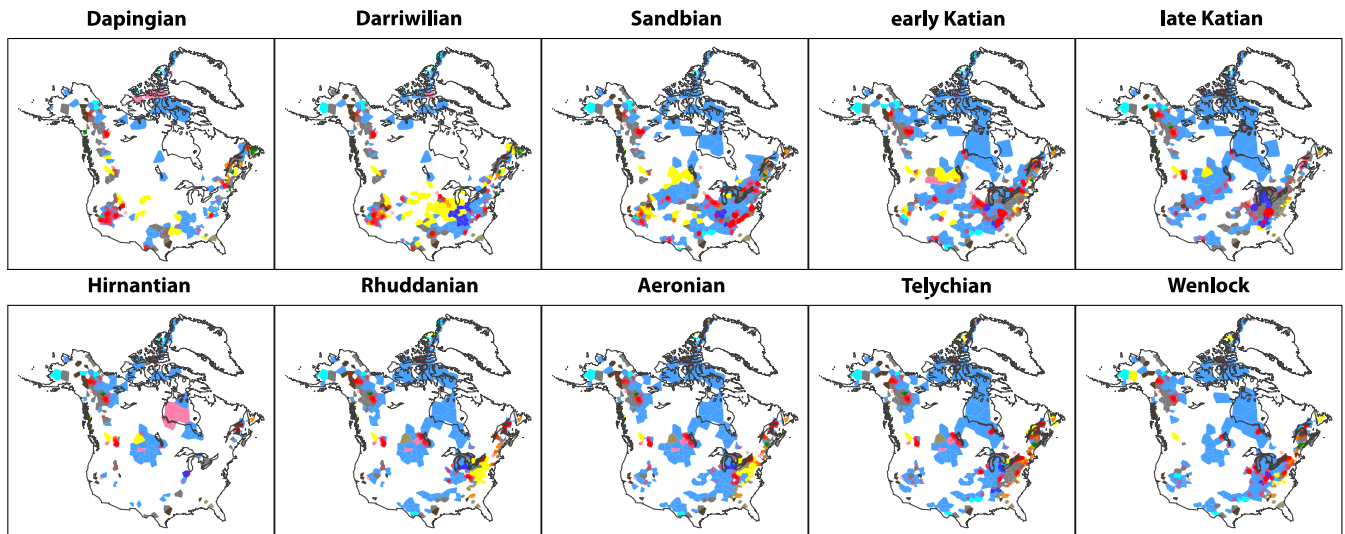 Dapingian
Darriwilian
Sandbian
early Katian
late Katian
Hirnantian
Rhuddanian
Aeronian
Telychian
Wenlock